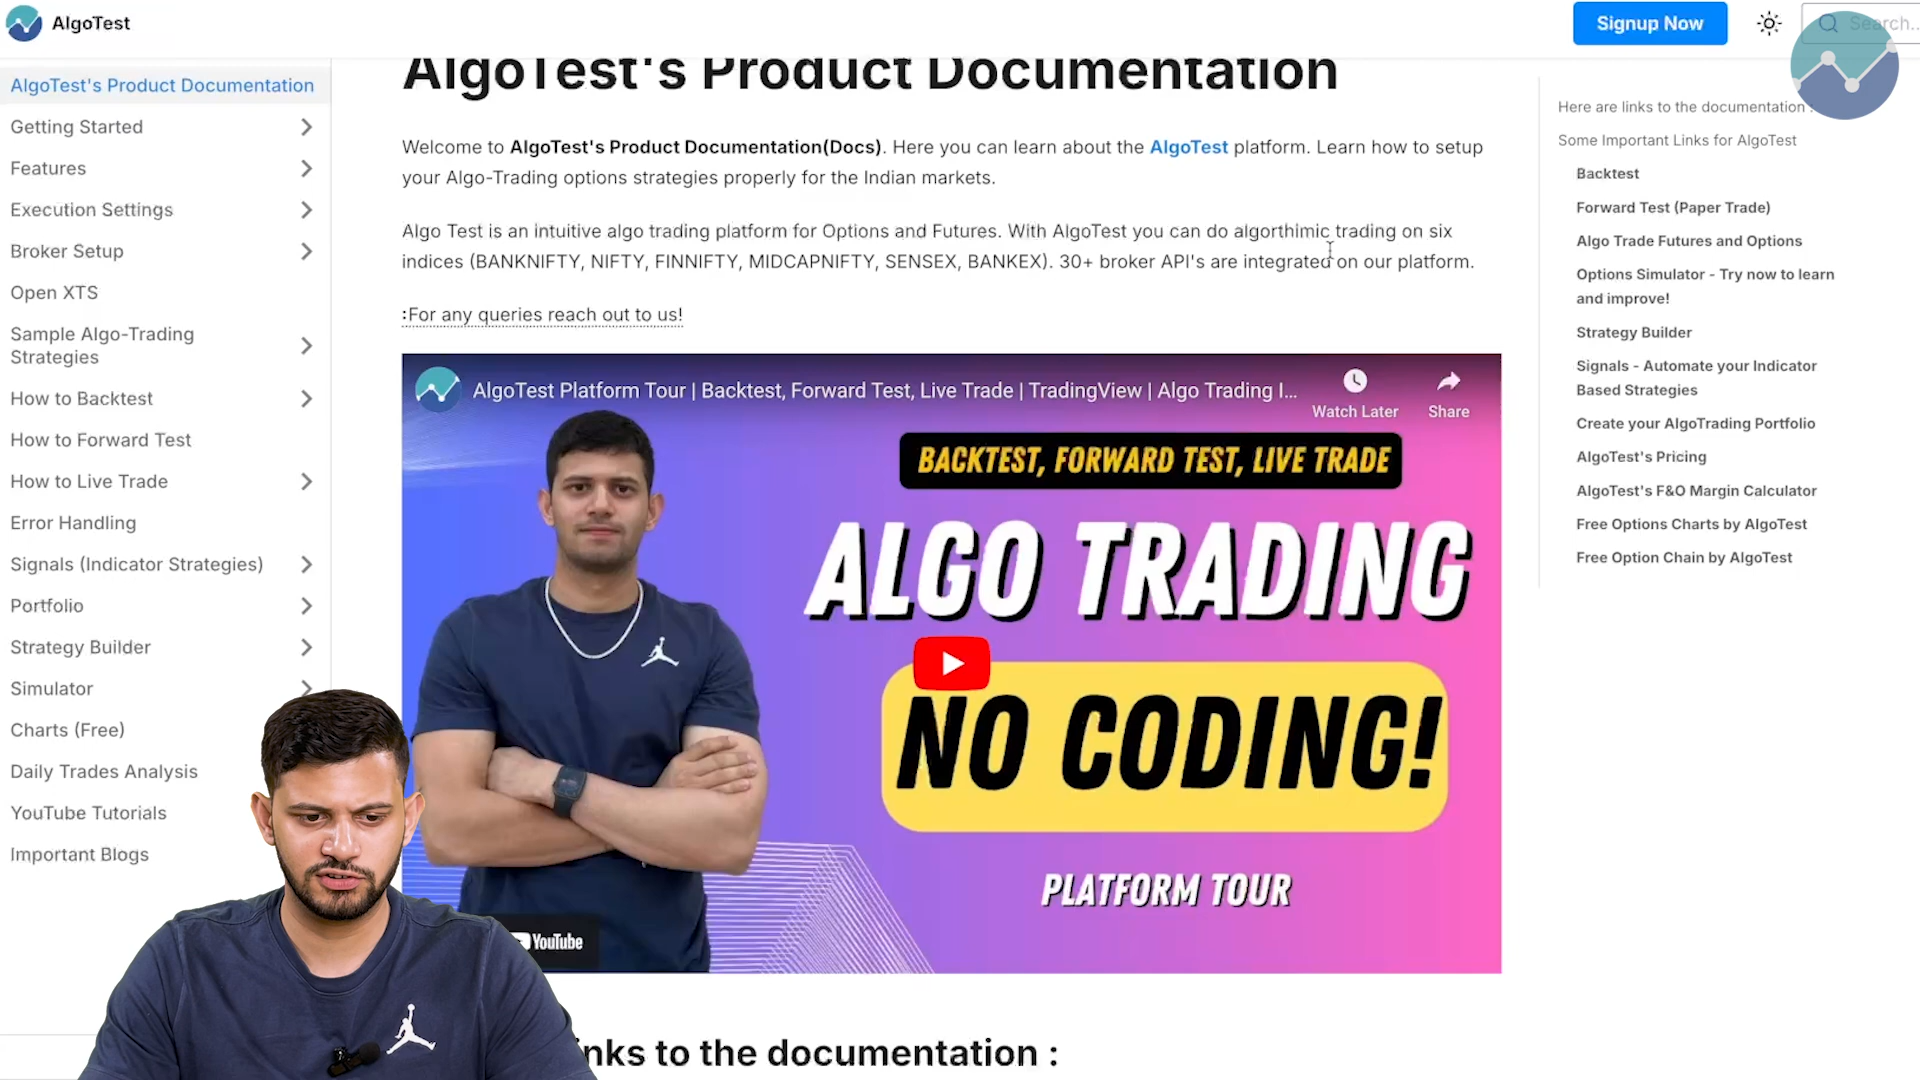 AlgoTest
Signup Now
Search...
AlgoTest's Product Documentation
Getting Started
Features
Execution Settings
Broker Setup
Open XTS
Sample Algo-Trading
Strategies
How to Backtest
How to Forward Test
How to Live Trade
Error Handling
Signals (Indicator Strategies)
Portfolio
Strategy Builder
Simulator
Charts (Free)
Daily Trades Analysis
YouTube Tutorials
Important Blogs
AlgoTest's Product Documentation
Welcome to AlgoTest's Product Documentation(Docs). Here you can learn about the AlgoTest platform. Learn how to setup
your Algo-Trading options strategies properly for the Indian markets.
Algo Test is an intuitive algo trading platform for Options and Futures. With AlgoTest you can do algorthimic trading on six
indices (BANKNIFTY, NIFTY, FINNIFTY, MIDCAPNIFTY, SENSEX, BANKEX). 30+ broker API's are integrated on our platform.
:For any queries reach out to us!
AlgoTest Platform Tour | Backtest, Forward Test, Live Trade | TradingView | Algo Trading I...
Watch Later
Share
BACKTEST, FORWARD TEST, LIVE TRADE
ALGO TRADING
NO CODING!
PLATFORM TOUR
YouTube
links to the documentation :
Here are links to the documentation :
Some Important Links for AlgoTest
Backtest
Forward Test (Paper Trade)
Algo Trade Futures and Options
Options Simulator - Try now to learn
and improve!
Strategy Builder
Signals - Automate your Indicator
Based Strategies
Create your AlgoTrading Portfolio
AlgoTest's Pricing
AlgoTest's F&O Margin Calculator
Free Options Charts by AlgoTest
Free Option Chain by AlgoTest